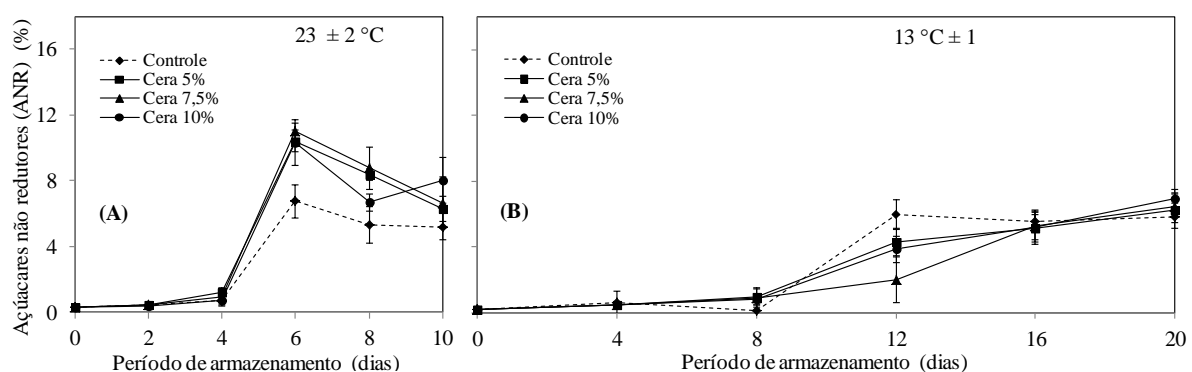 23 ± 2 °C
13 °C ± 1
Açúacares não redutores (ANR) (%)
16
12
8
4
0
Controle
Cera 5%
Cera 7,5%
Cera 10%
Controle
Cera 5%
Cera 7,5%
Cera 10%
(A)
(B)
0 2 4 6 8 10
0 4 8 12 16 20
Período de armazenamento (dias)
Período de armazenamento (dias)